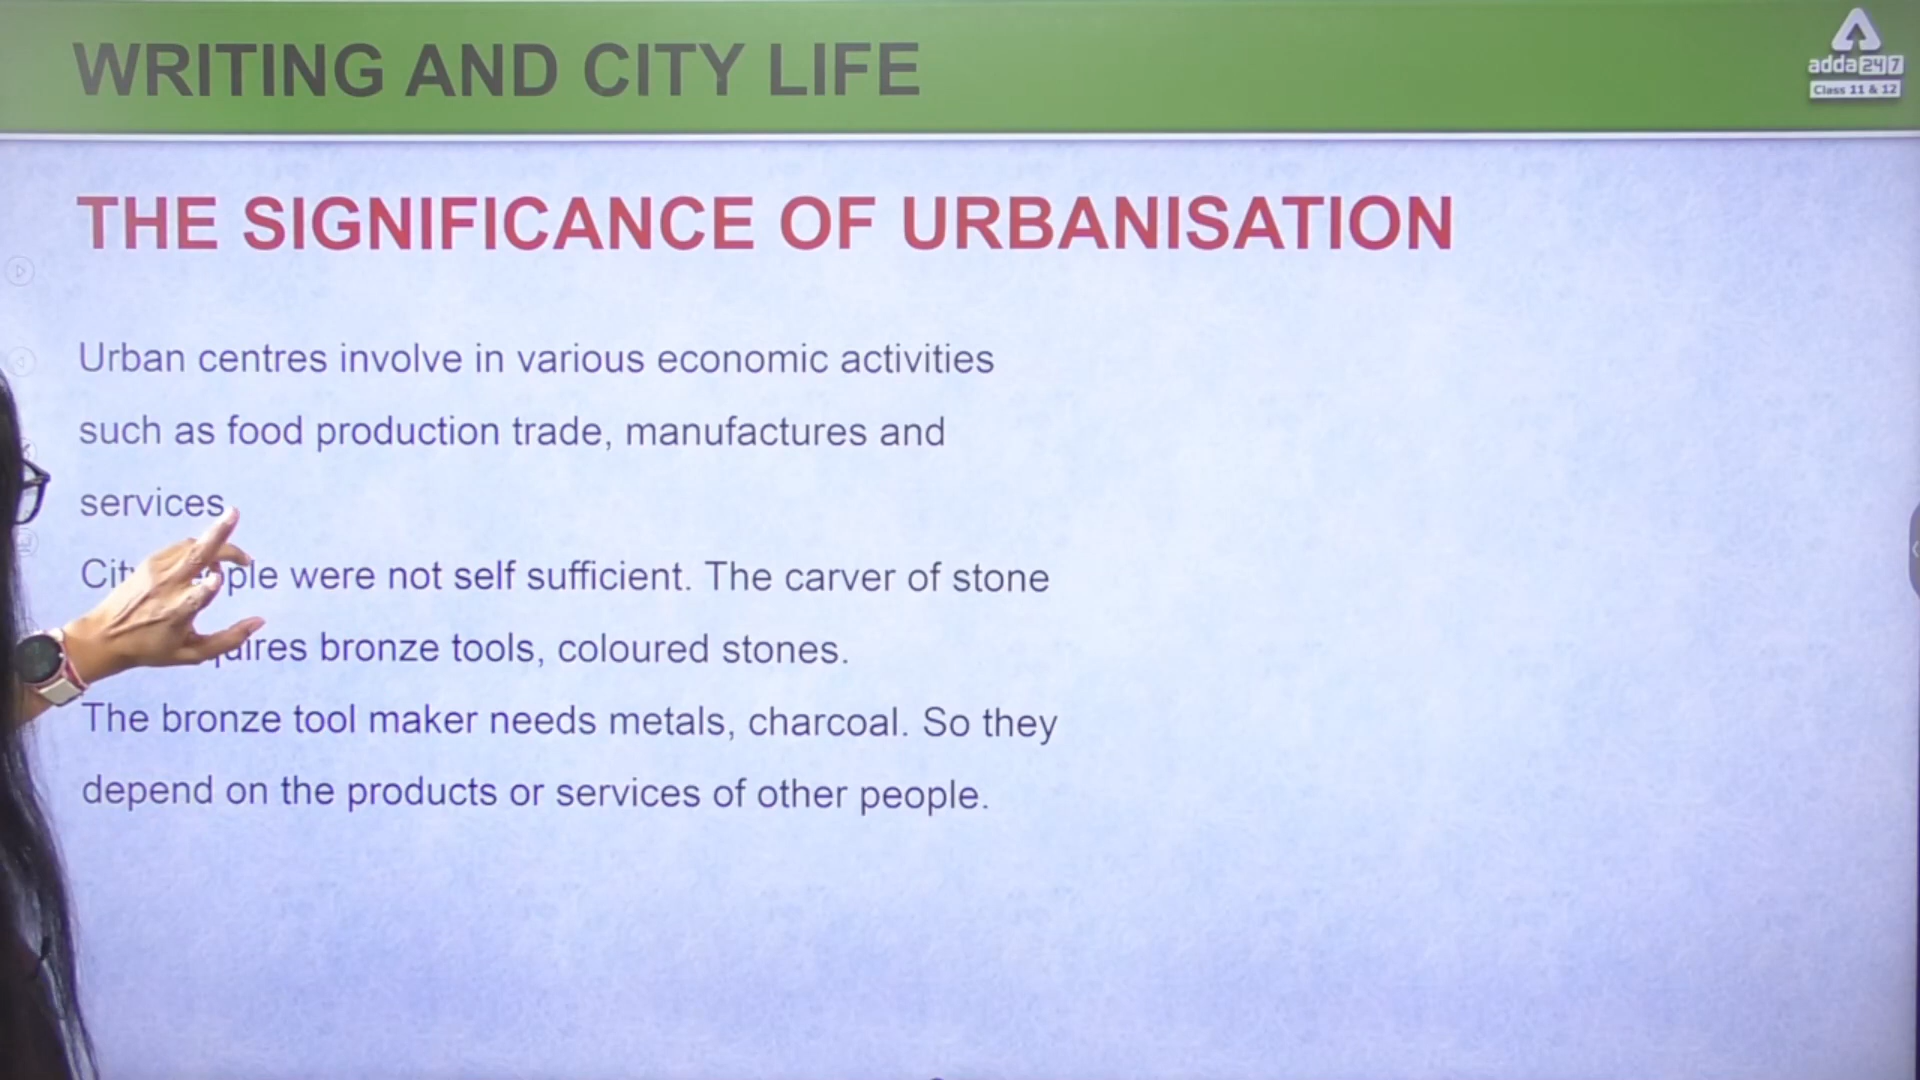 WRITING AND CITY LIFE
adda247
Class 11 & 12
THE SIGNIFICANCE OF URBANISATION
Urban centres involve in various economic activities
such as food production trade, manufactures and
services
were not self sufficient. The carver of stone
bronze tools, coloured stones.
The bronze tool maker needs metals, charcoal. So they
depend on the products or services of other people.